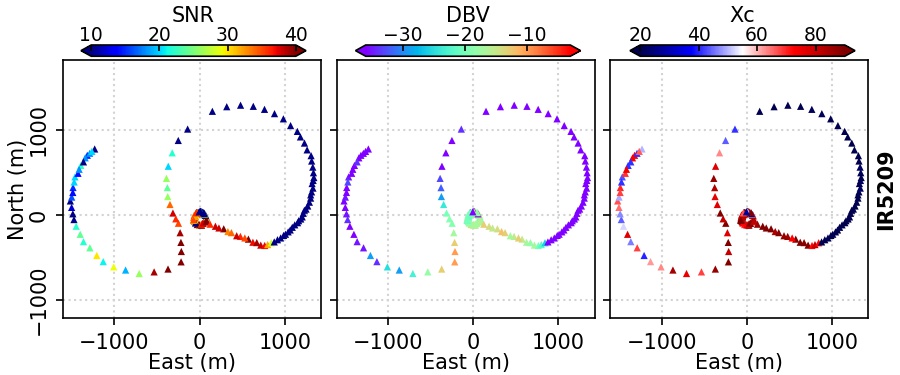 SNR DBV Xc
10 20 30 40 −30 −20 −10 20 40 60 80
North (m)
1000
0
−1000
−1000 0 1000 −1000 0 1000 −1000 0 1000
East (m) East (m) East (m)
IR5209